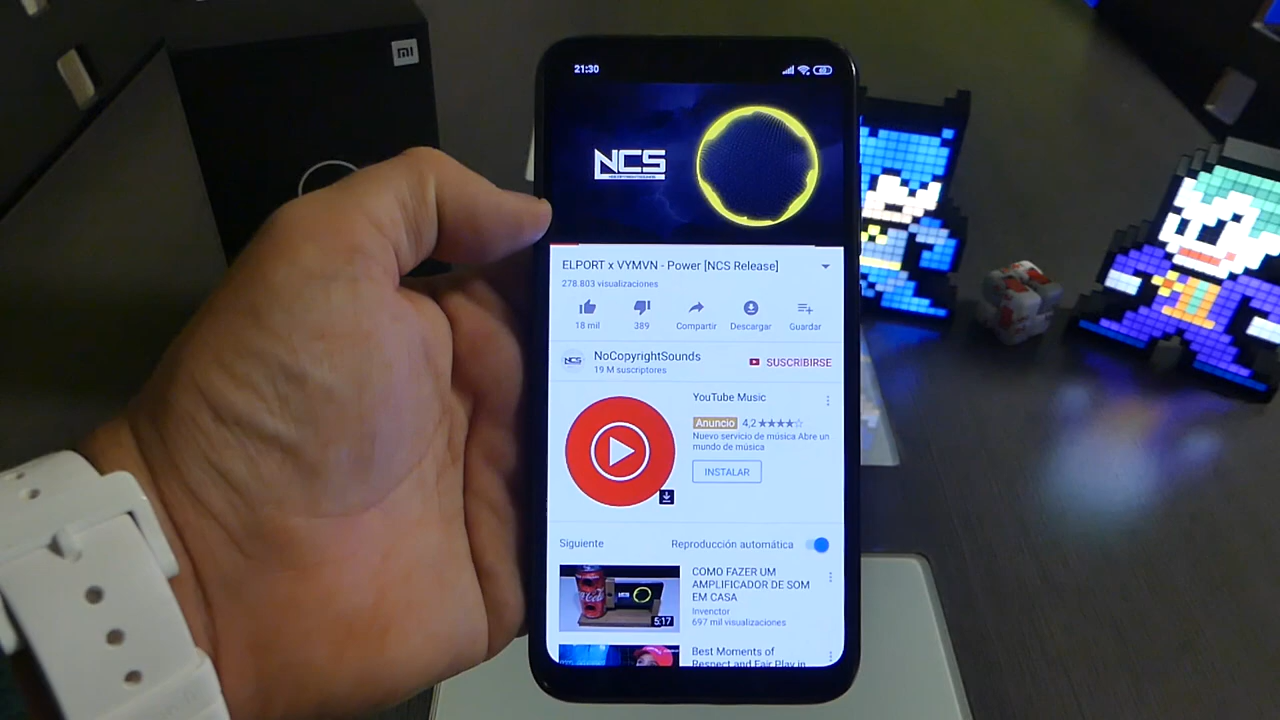 mi
21:30
NCS
ELPORT x VYMVN - Power [NCS Release]
278.803 visualizaciones
18 mil
389
Compartir
Descargar
Guardar
NCS
NoCopyrightSounds
19 M suscriptores
SUSCRIBIRSE
YouTube Music
Anuncio 4,2
Nuevo servicio de música Abre un
mundo de música
INSTALAR
Siguiente
Reproducción automática
COMO FAZER UM
AMPLIFICADOR DE SOM
EM CASA
Invenctor
697 mil visualizaciones
5:17
Best Moments of
Respect and Fair Play in